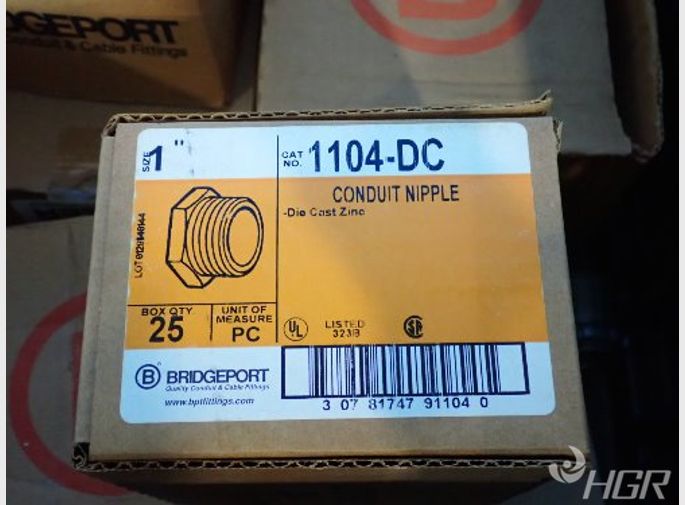 DGEPORT
Conduit & Cable Fittings
SIZE 1"
CAT NO. 1104-DC
CONDUIT NIPPLE
-Die Cast Zinc
BOX QTY. 25
UNIT OF MEASURE PC
UL
LISTED 323B
SA
B BRIDGEPORT
Quality Conduit & Cable Fittings
www.bptfittings.com
3 07 81747 91104 0
HGR